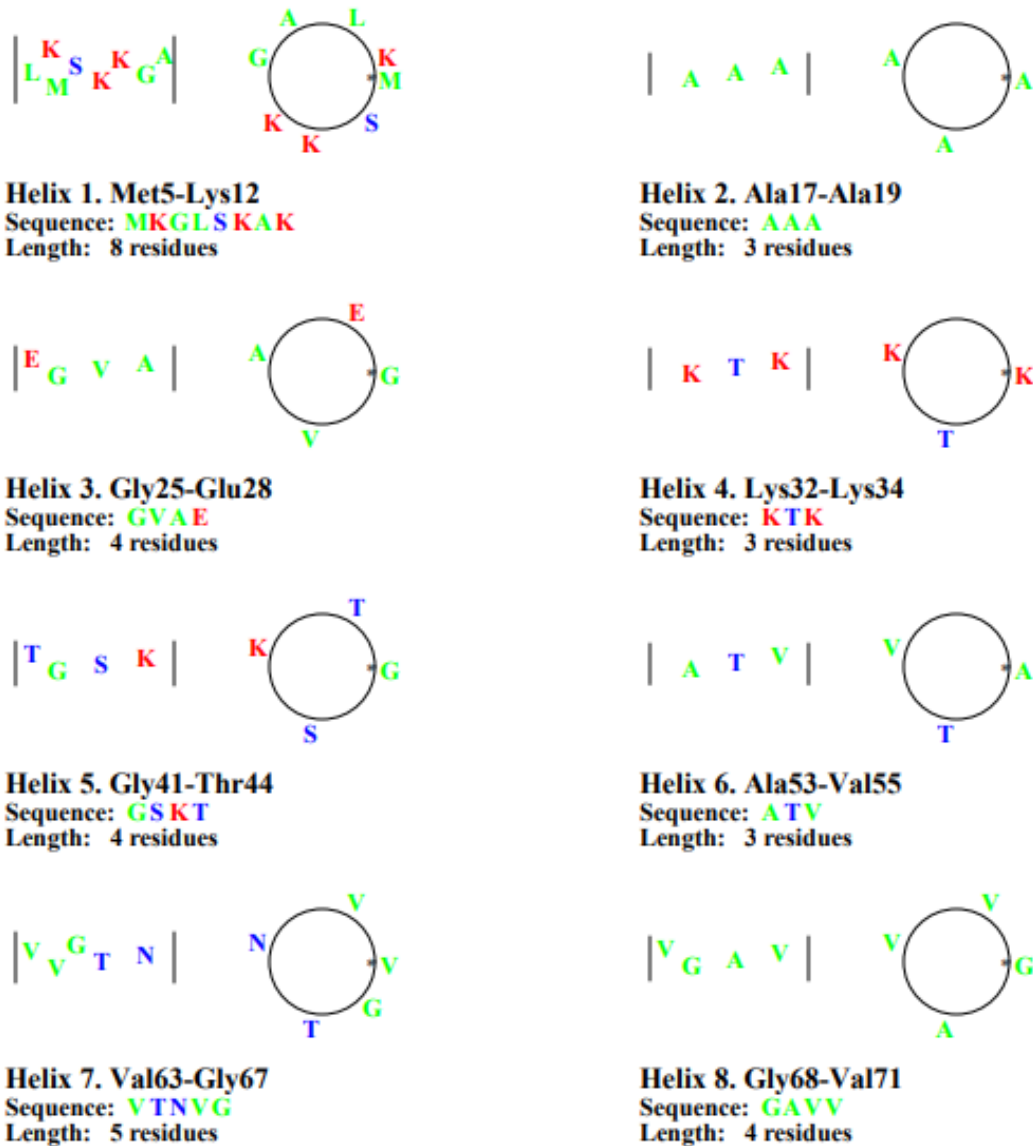 K K A
L S G
M K
A L
G K
M
K S
K
Helix 1. Met5-Lys12
Sequence: MKGLSKAK
Length: 8 residues
A A A
A A
A
Helix 2. Ala17-Ala19
Sequence: AAA
Length: 3 residues
E G V A
E
A G
V
Helix 3. Gly25-Glu28
Sequence: GVAE
Length: 4 residues
K T K
K K
T
Helix 4. Lys32-Lys34
Sequence: KTK
Length: 3 residues
T G S K
T
K G
S
Helix 5. Gly41-Thr44
Sequence: GSKT
Length: 4 residues
A T V
V A
T
Helix 6. Ala53-Val55
Sequence: ATV
Length: 3 residues
V V G T N
V
N V
G
T
Helix 7. Val63-Gly67
Sequence: VTNVG
Length: 5 residues
V G A V
V
V G
A
Helix 8. Gly68-Val71
Sequence: GAVV
Length: 4 residues